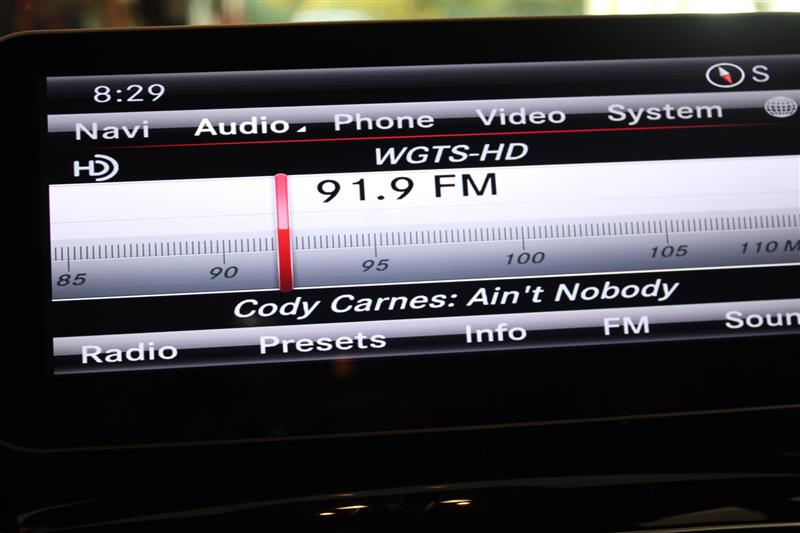 8:29 S
Navi Audio Phone Video System
HD WGTS-HD
91.9 FM
85 90 95 100 105 110 M
Cody Carnes: Ain't Nobody
Radio Presets Info FM Soun